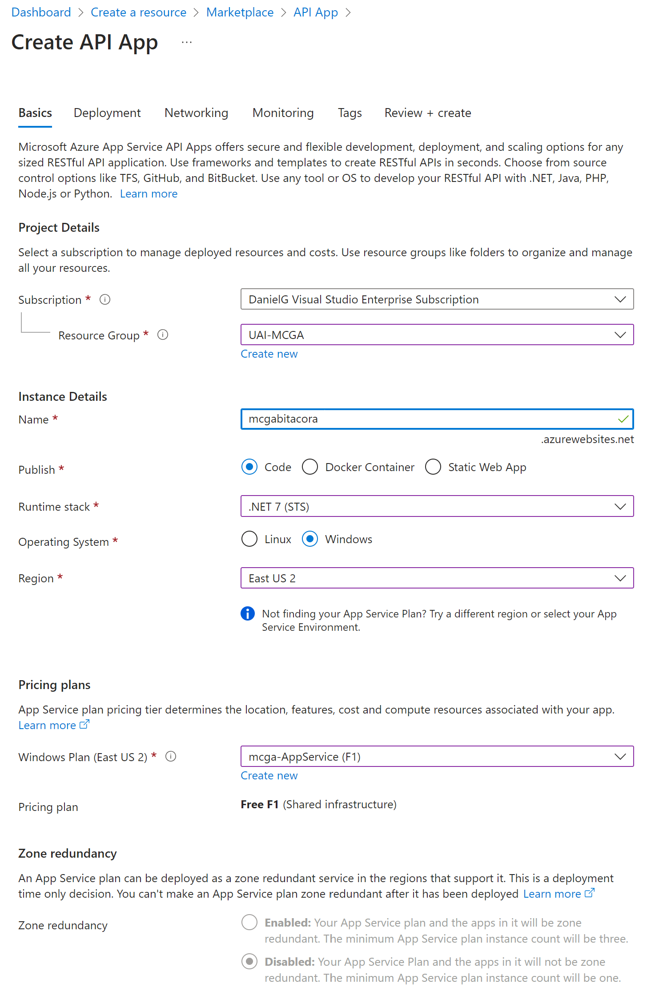 Dashboard > Create a resource > Marketplace > API App >
Create API App ...
Basics Deployment Networking Monitoring Tags Review + create
Microsoft Azure App Service API Apps offers secure and flexible development, deployment, and scaling options for any
sized RESTful API application. Use frameworks and templates to create RESTful APIs in seconds. Choose from source
control options like TFS, GitHub, and BitBucket. Use any tool or OS to develop your RESTful API with .NET, Java, PHP,
Node.js or Python. Learn more
Project Details
Select a subscription to manage deployed resources and costs. Use resource groups like folders to organize and manage
all your resources.
Subscription * DanielG Visual Studio Enterprise Subscription
Resource Group * UAI-MCGA
Create new
Instance Details
Name * mcgabitacora
.azurewebsites.net
Publish * Code Docker Container Static Web App
Runtime stack * .NET 7 (STS)
Operating System * Linux Windows
Region * East US 2
Not finding your App Service Plan? Try a different region or select your App
Service Environment.
Pricing plans
App Service plan pricing tier determines the location, features, cost and compute resources associated with your app.
Learn more
Windows Plan (East US 2) * mcga-AppService (F1)
Create new
Pricing plan Free F1 (Shared infrastructure)
Zone redundancy
An App Service plan can be deployed as a zone redundant service in the regions that support it. This is a deployment
time only decision. You can't make an App Service plan zone redundant after it has been deployed Learn more
Zone redundancy Enabled: Your App Service plan and the apps in it will be zone
redundant. The minimum App Service plan instance count will be three.
Disabled: Your App Service Plan and the apps in it will not be zone
redundant. The minimum App Service plan instance count will be one.